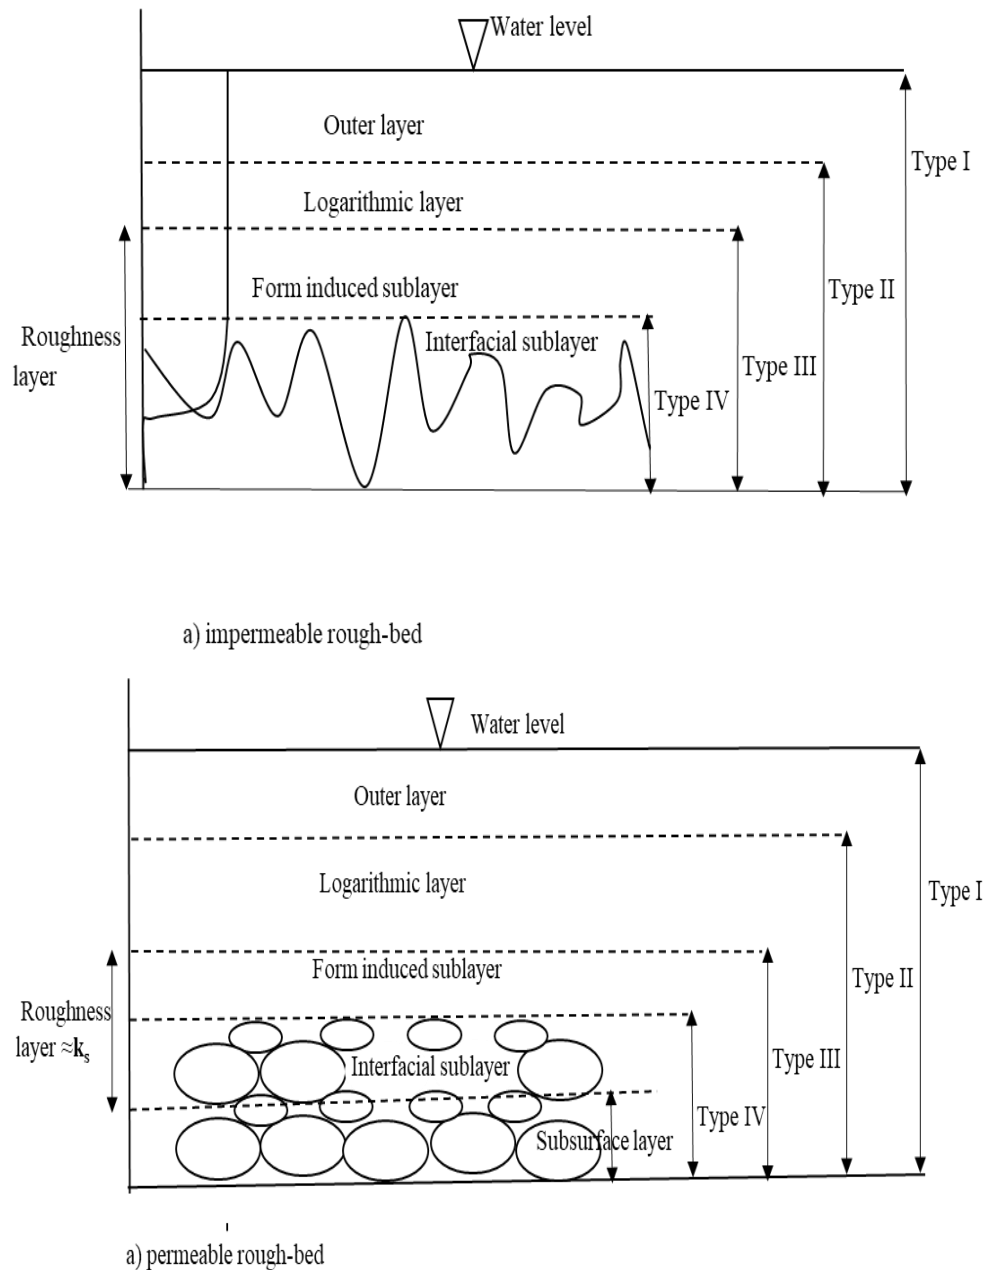 Water level
Outer layer
Type I
Logarithmic layer
Type II
Form induced sublayer
Roughness
layer
Interfacial sublayer
Type III
Type IV
a) impermeable rough-bed
Water level
Outer layer
Logarithmic layer
Type I
Form induced sublayer
Type II
Roughness
layer ≈ks
Interfacial sublayer
Type III
Type IV
Subsurface layer
a) permeable rough-bed